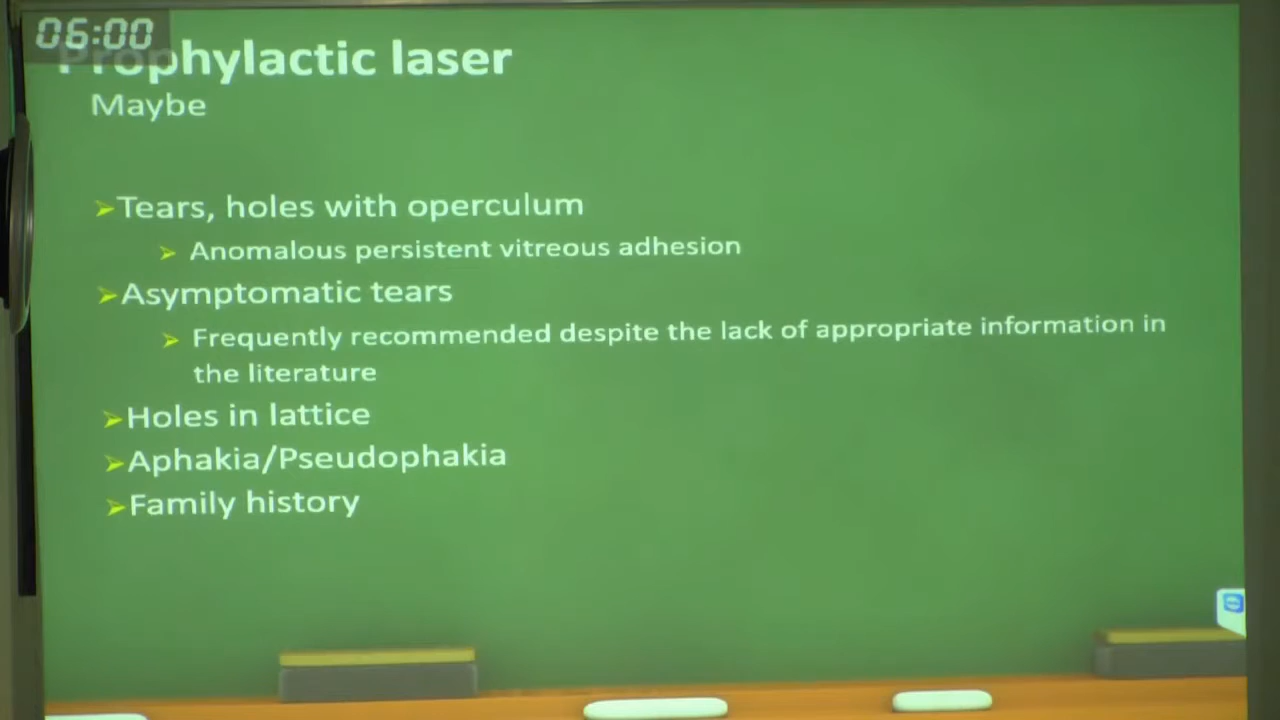 06:00
Prophylactic laser
Maybe
Tears, holes with operculum
Anomalous persistent vitreous adhesion
Asymptomatic tears
Frequently recommended despite the lack of appropriate information in
the literature
Holes in lattice
Aphakia/Pseudophakia
Family history